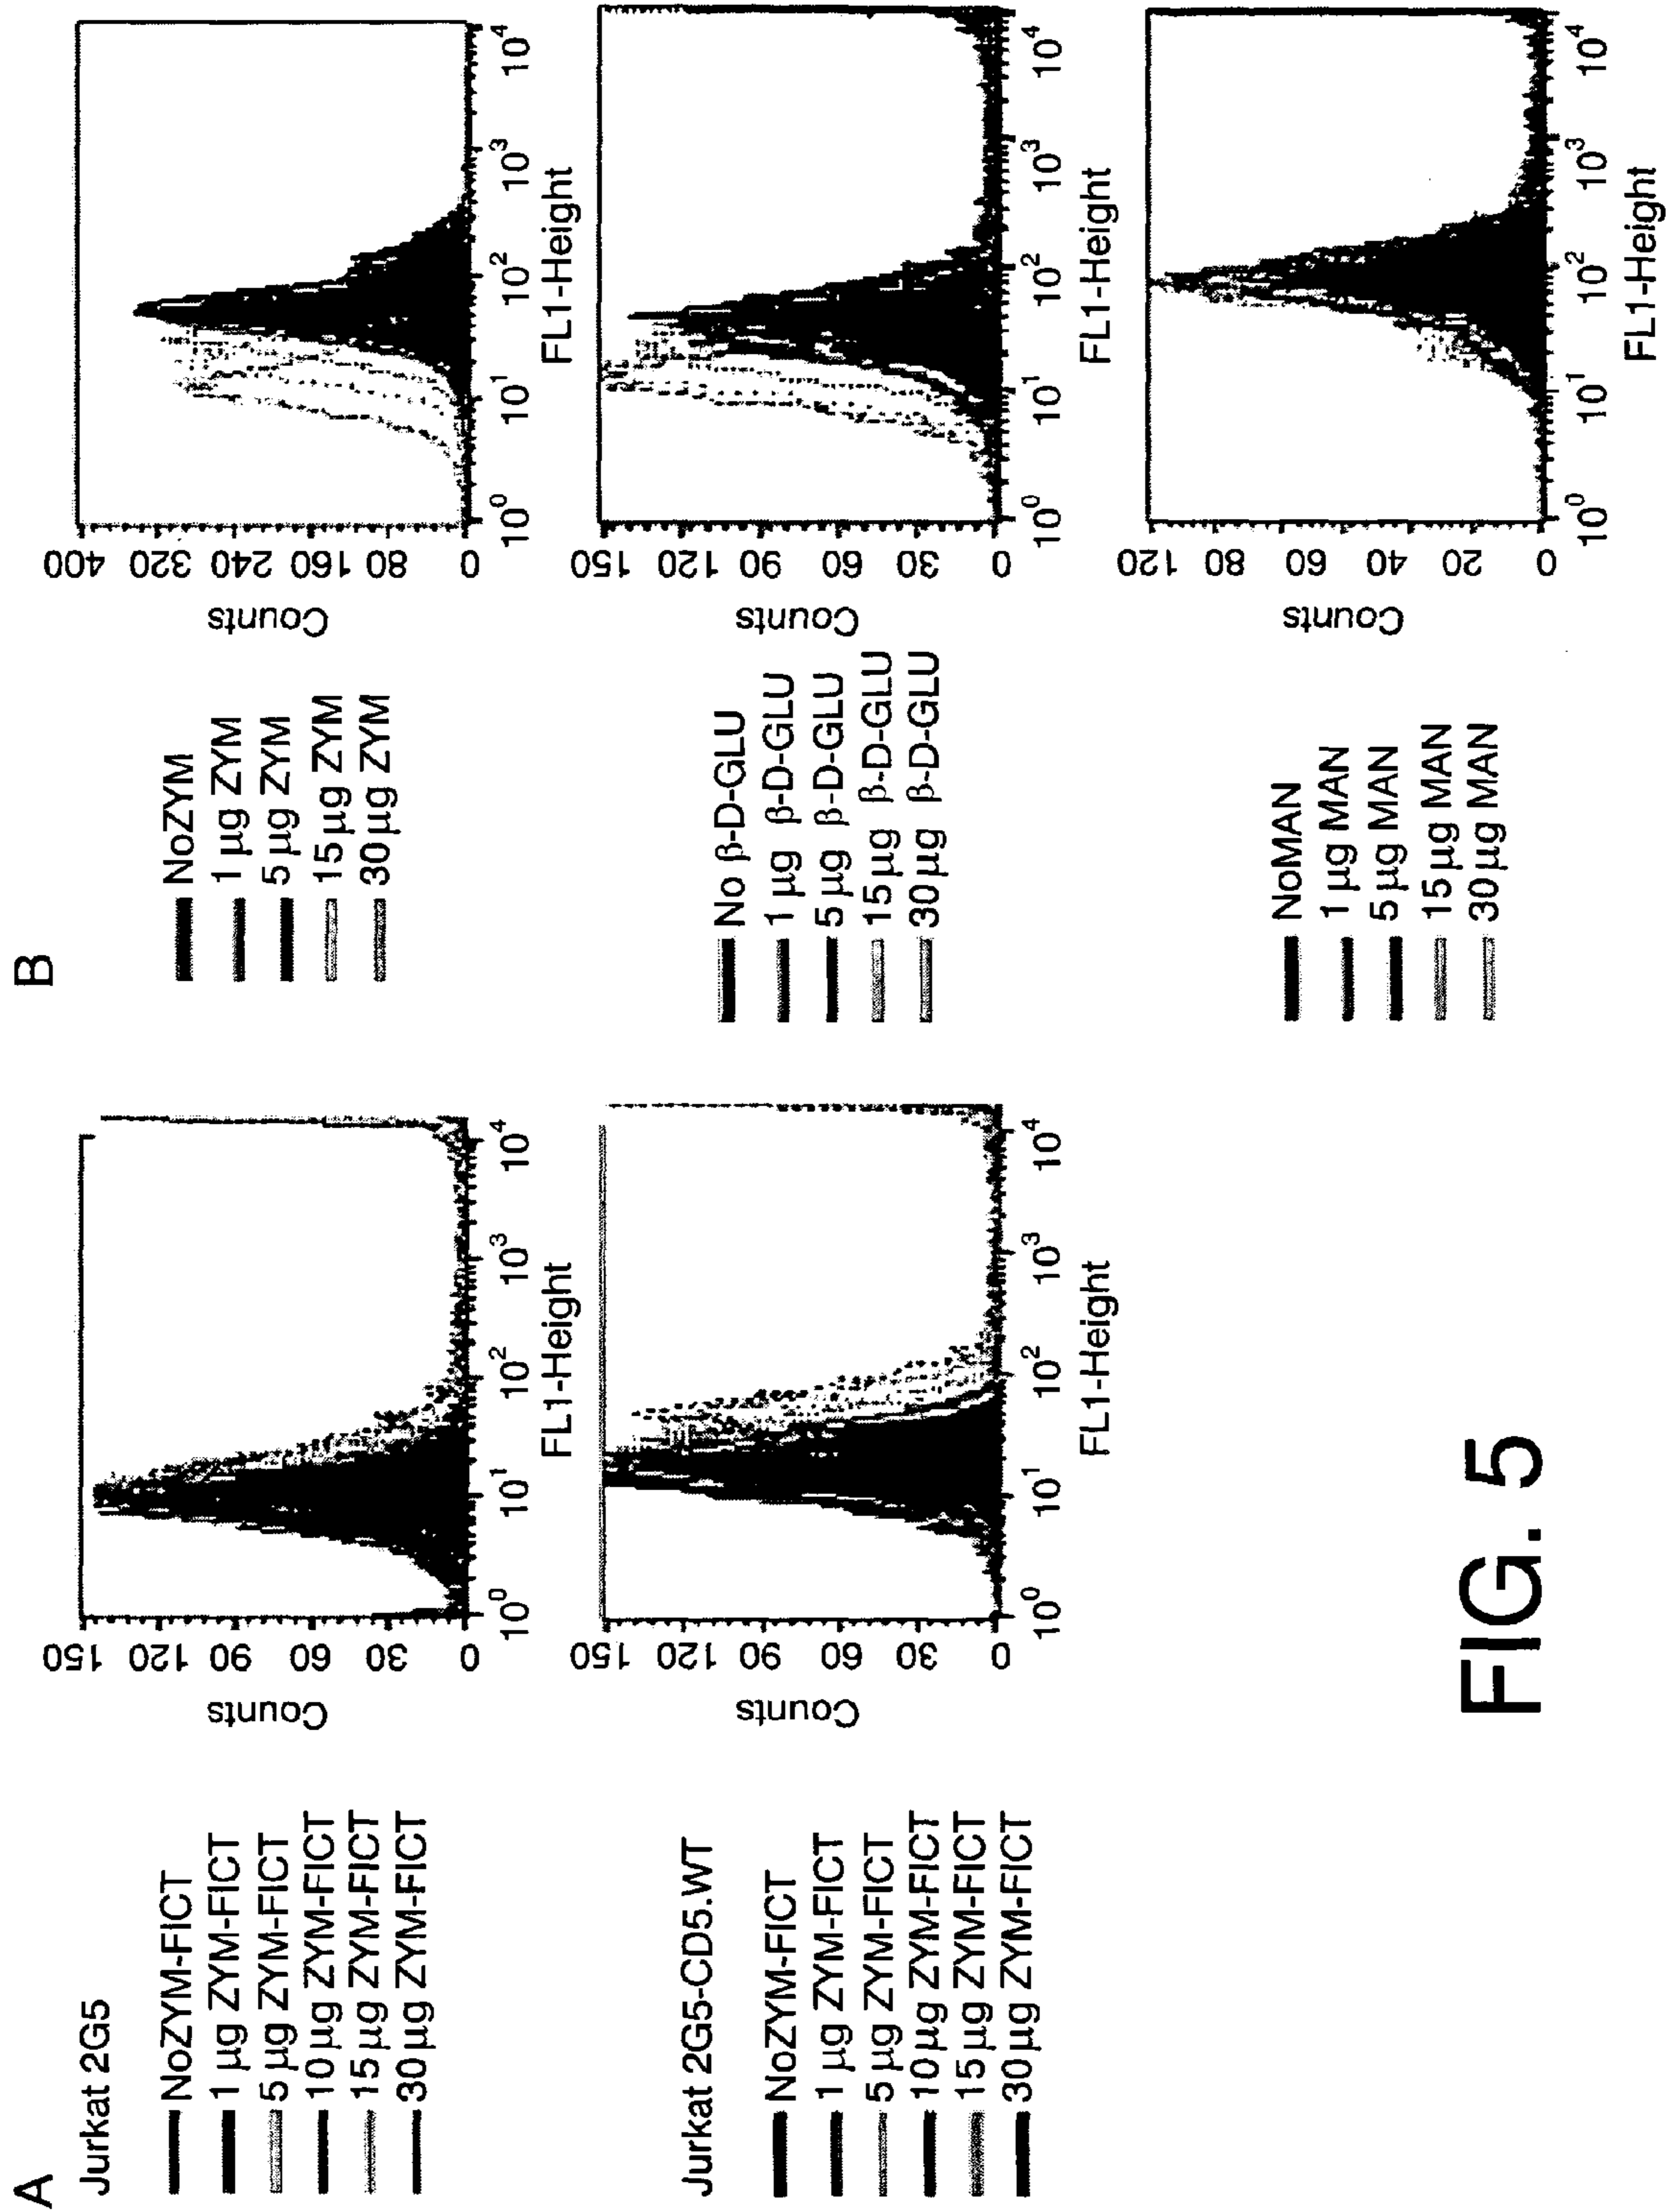 A
Jurkat 2G5
NoZYM-FICT
1 µg ZYM-FICT
5 µg ZYM-FICT
10 µg ZYM-FICT
15 µg ZYM-FICT
30 µg ZYM-FICT
Counts
150
120
90
60
30
0
10⁰ 10¹ 10² 10³ 10⁴
FL1-Height
Jurkat 2G5-CD5.WT
NoZYM-FICT
1 µg ZYM-FICT
5 µg ZYM-FICT
10 µg ZYM-FICT
15 µg ZYM-FICT
30 µg ZYM-FICT
Counts
150
120
90
60
30
0
10⁰ 10¹ 10² 10³ 10⁴
FL1-Height
B
NoZYM
1 µg ZYM
5 µg ZYM
15 µg ZYM
30 µg ZYM
Counts
400
320
240
160
80
0
10⁰ 10¹ 10² 10³ 10⁴
FL1-Height
No β-D-GLU
1 µg β-D-GLU
5 µg β-D-GLU
15 µg β-D-GLU
30 µg β-D-GLU
Counts
150
120
90
60
30
0
10⁰ 10¹ 10² 10³ 10⁴
FL1-Height
NoMAN
1 µg MAN
5 µg MAN
15 µg MAN
30 µg MAN
Counts
120
80
60
40
20
0
10⁰ 10¹ 10² 10³ 10⁴
FL1-Height
FIG. 5